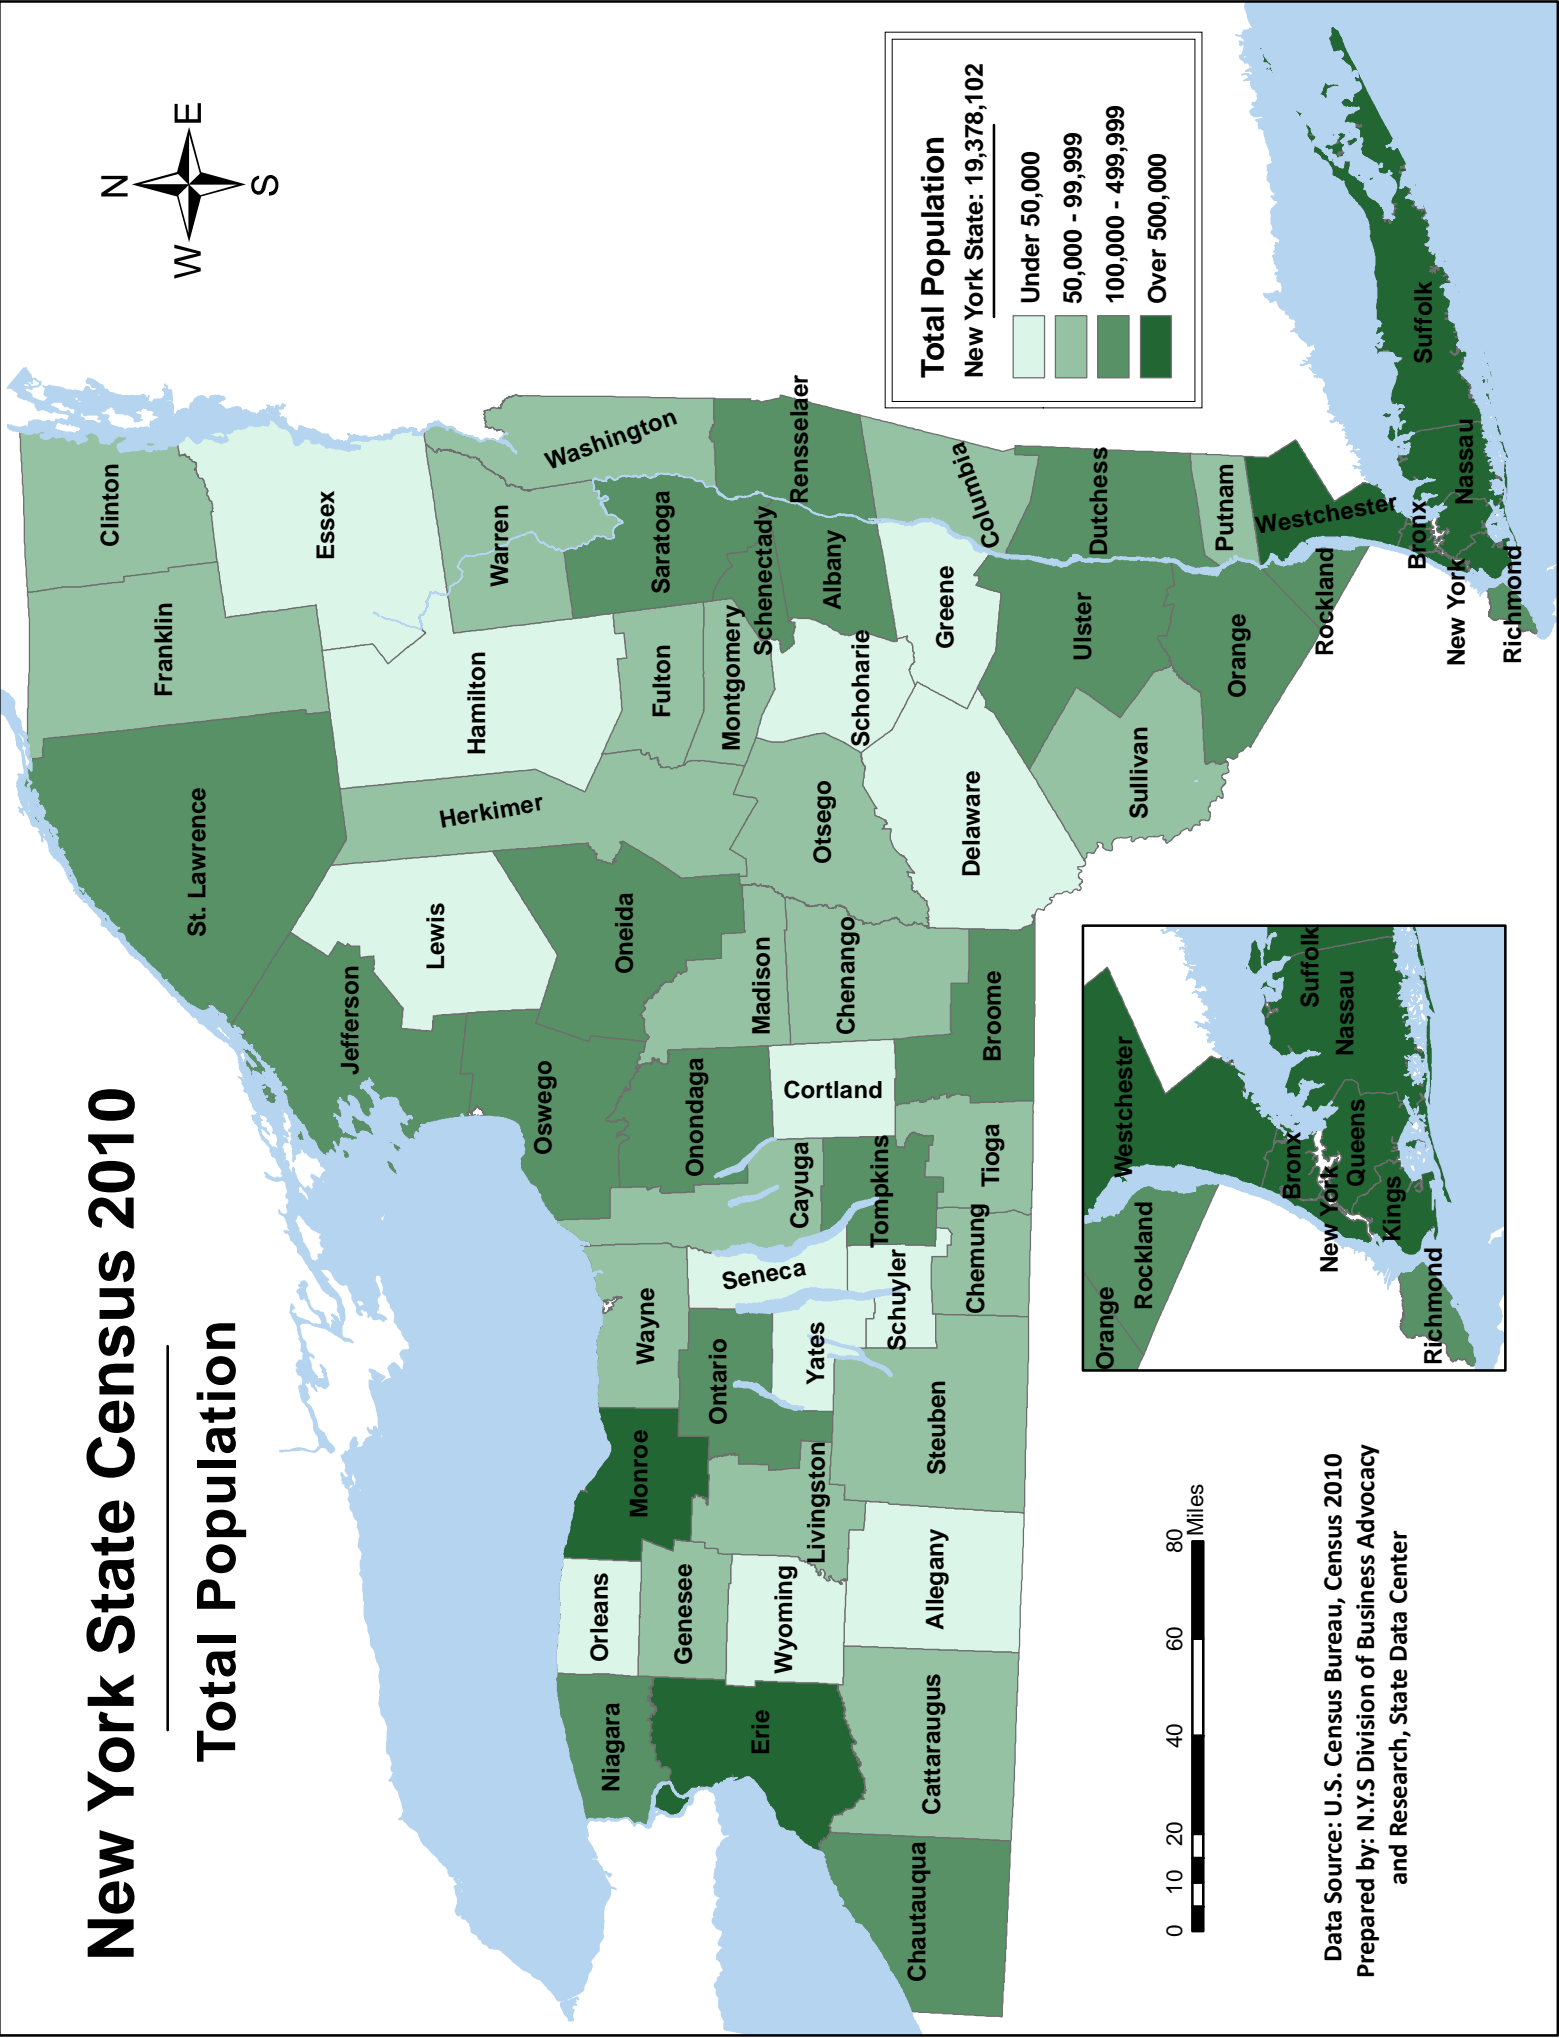 New York State Census 2010
Total Population
N
W
E
S
Clinton
Franklin
Essex
St. Lawrence
Jefferson
Lewis
Hamilton
Herkimer
Warren
Washington
Oswego
Oneida
Fulton
Saratoga
Montgomery
Schenectady
Rensselaer
Albany
Schoharie
Otsego
Madison
Onondaga
Cayuga
Wayne
Monroe
Orleans
Niagara
Genesee
Erie
Wyoming
Livingston
Ontario
Yates
Seneca
Cortland
Chenango
Tompkins
Schuyler
Tioga
Chemung
Broome
Steuben
Allegany
Cattaraugus
Chautauqua
Delaware
Greene
Columbia
Ulster
Dutchess
Sullivan
Orange
Putnam
Westchester
Rockland
Bronx
New York
Richmond
Nassau
Suffolk
Total Population
New York State: 19,378,102
Under 50,000
50,000 - 99,999
100,000 - 499,999
Over 500,000
Orange
Rockland
Westchester
Bronx
New York
Queens
Kings
Richmond
Nassau
Suffolk
0 10 20 40 60 80
Miles
Data Source: U.S. Census Bureau, Census 2010
Prepared by: N.Y.S Division of Business Advocacy
and Research, State Data Center